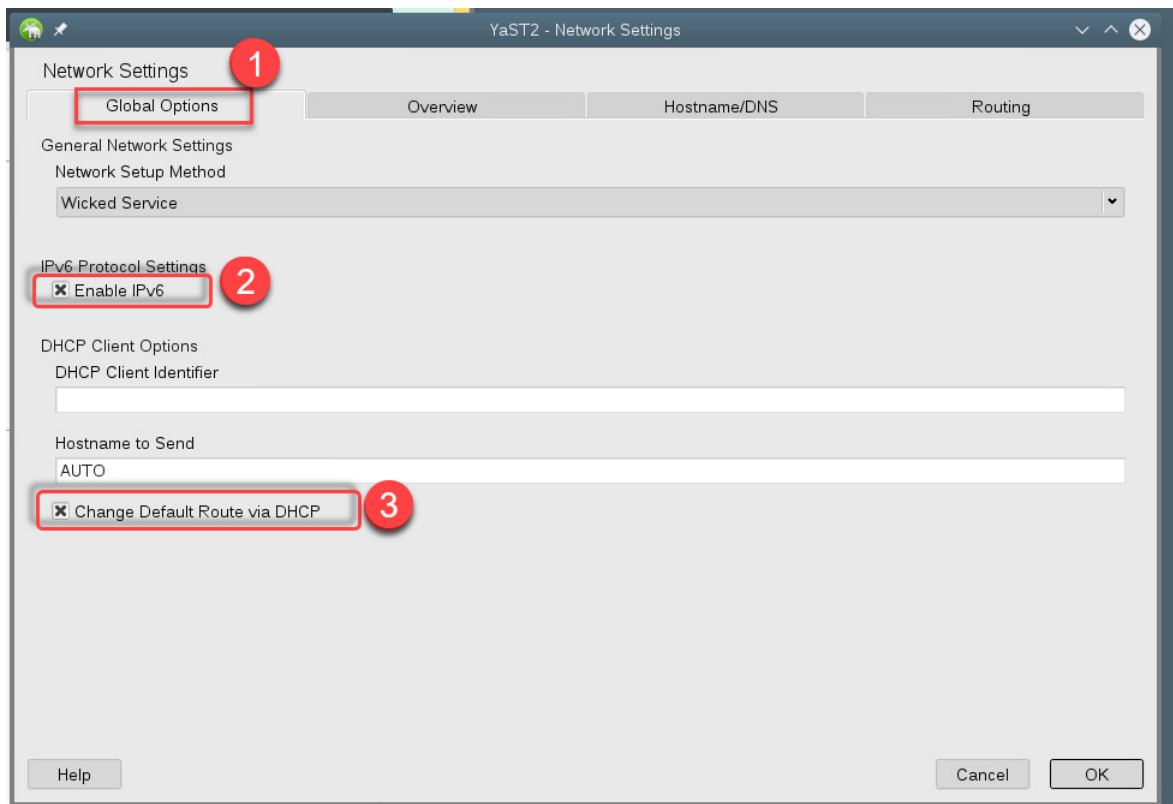 YaST2 - Network Settings
Network Settings
1
Global Options
Overview
Hostname/DNS
Routing
General Network Settings
Network Setup Method
Wicked Service
IPv6 Protocol Settings
Enable IPv6
2
DHCP Client Options
DHCP Client Identifier
Hostname to Send
AUTO
Change Default Route via DHCP
3
Help
Cancel
OK